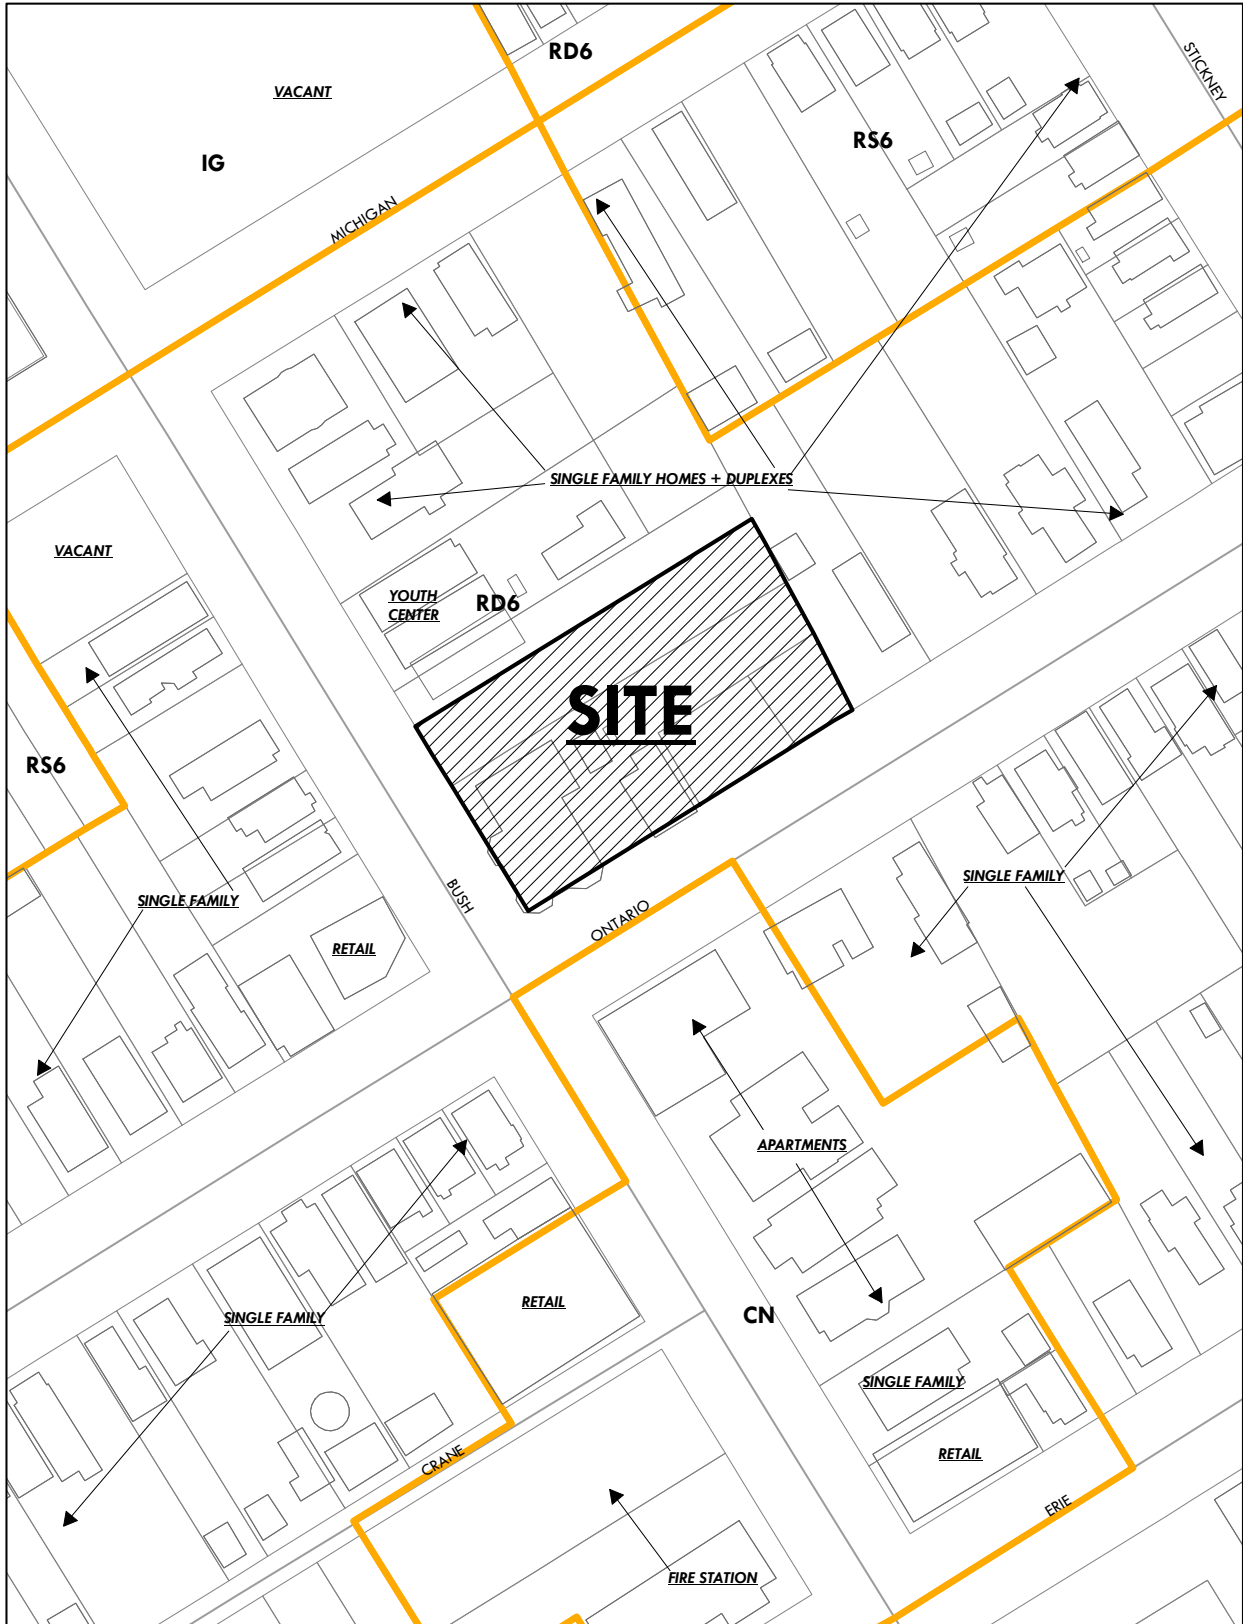 RD6
STICKNEY
VACANT
RS6
IG
MICHIGAN
SINGLE FAMILY HOMES + DUPLEXES
VACANT
YOUTH
CENTER
RD6
SITE
RS6
SINGLE FAMILY
BUSH
SINGLE FAMILY
ONTARIO
RETAIL
APARTMENTS
RETAIL
SINGLE FAMILY
CN
SINGLE FAMILY
RETAIL
CRANE
ERIE
FIRE STATION